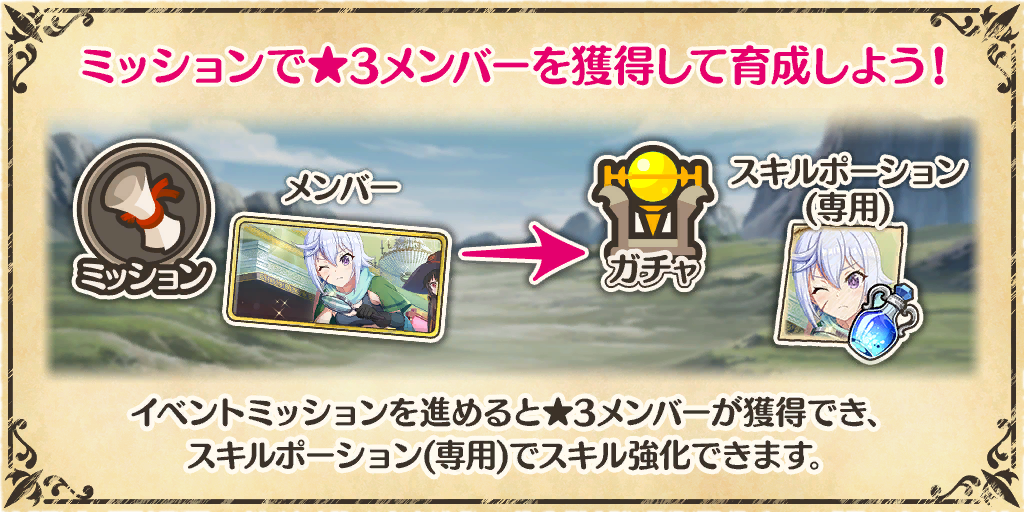 ミッションで★3メンバーを獲得して育成しよう!
メンバー
ミッション
ガチャ
スキルポーション
(専用)
イベントミッションを進めると★3メンバーが獲得でき、
スキルポーション(専用)でスキル強化できます。